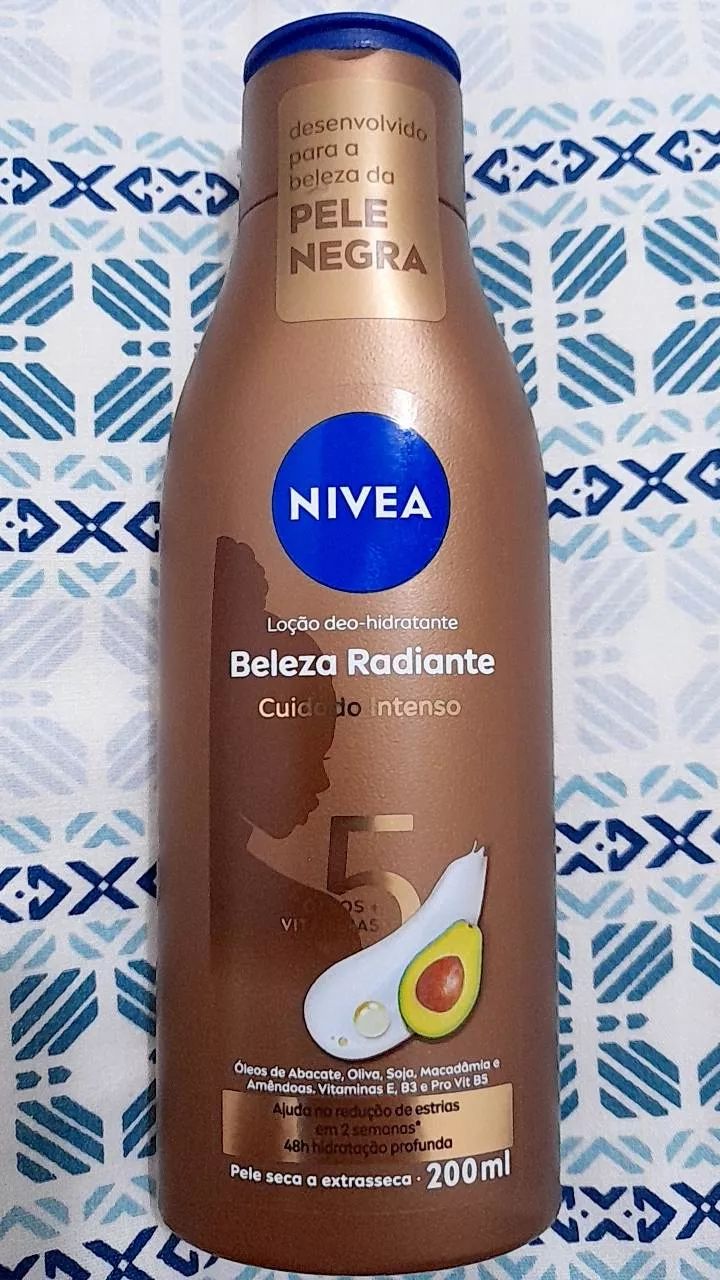 desenvolvido
para a
beleza da
PELE
NEGRA
NIVEA
Loção deo-hidratante
Beleza Radiante
Cuidado Intenso
5
ÓLEOS +
VITAMINAS
Óleos de Abacate, Oliva, Soja, Macadâmia e
Amêndoas. Vitaminas E, B3 e Pro Vit B5
Ajuda na redução de estrias
em 2 semanas*
48h hidratação profunda
Pele seca a extrasseca · 200ml